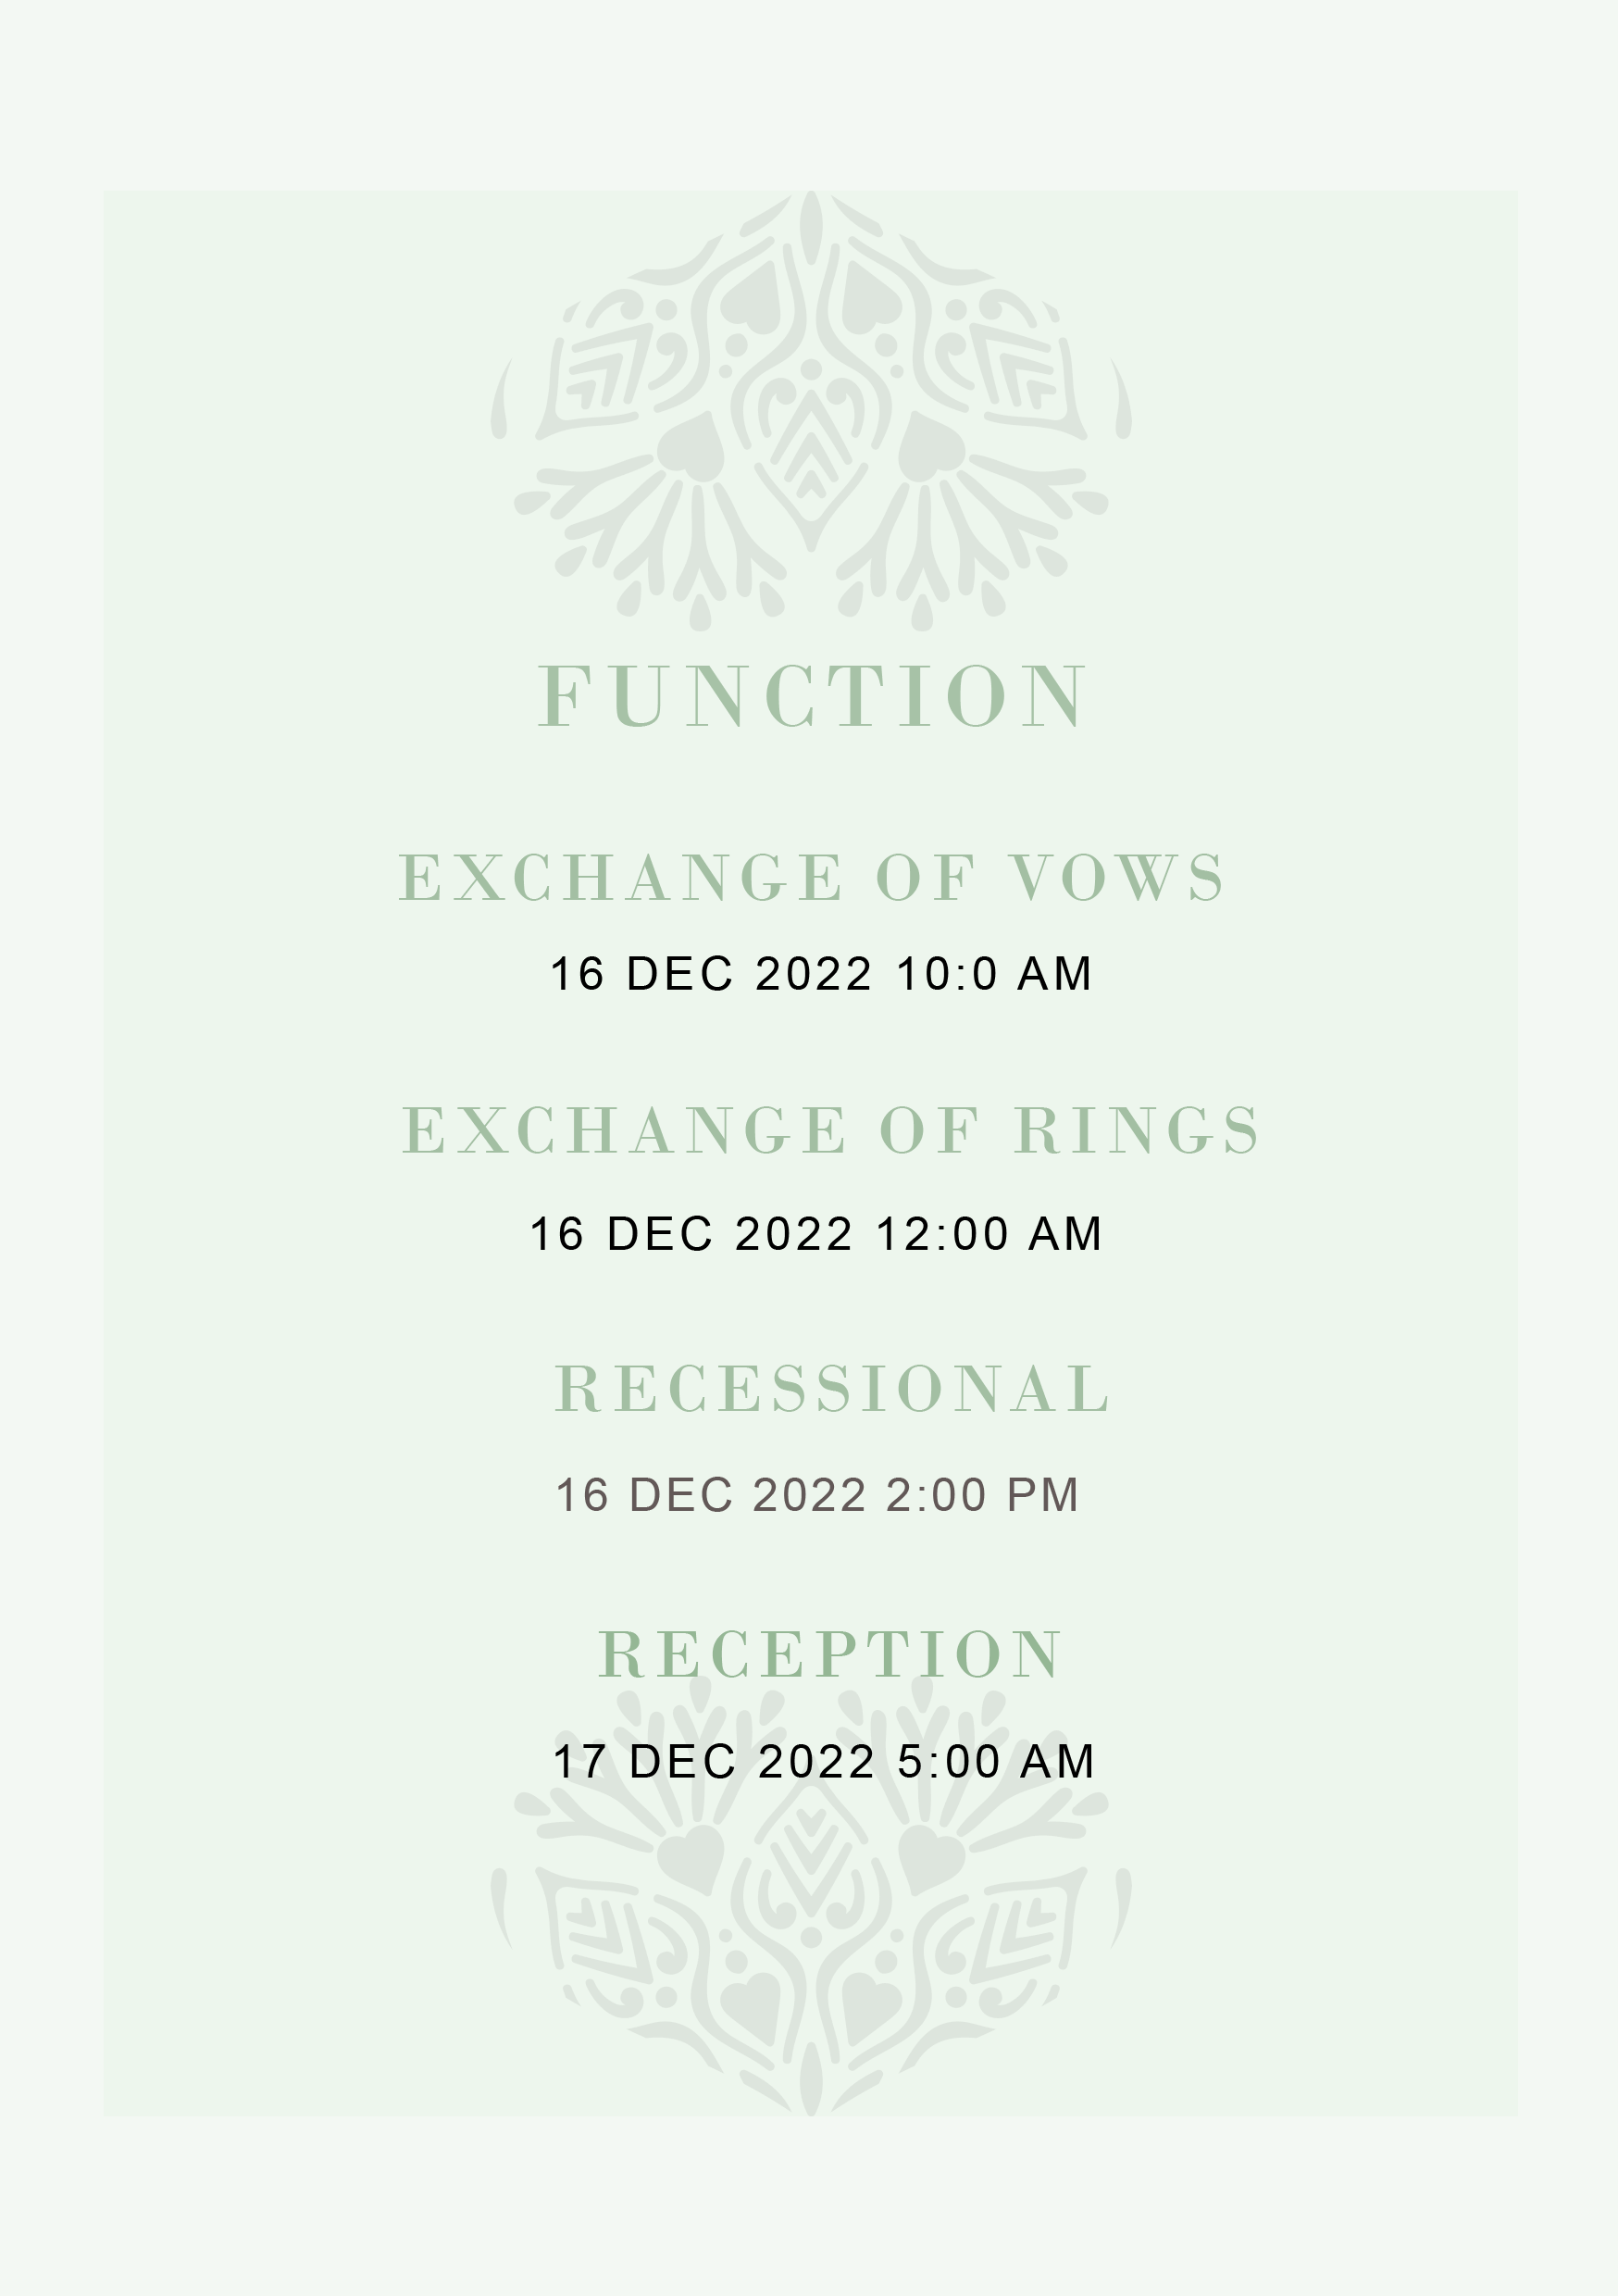 FUNCTION
EXCHANGE OF VOWS
16 DEC 2022 10:0 AM
EXCHANGE OF RINGS
16 DEC 2022 12:00 AM
RECESSIONAL
16 DEC 2022 2:00 PM
RECEPTION
17 DEC 2022 5:00 AM